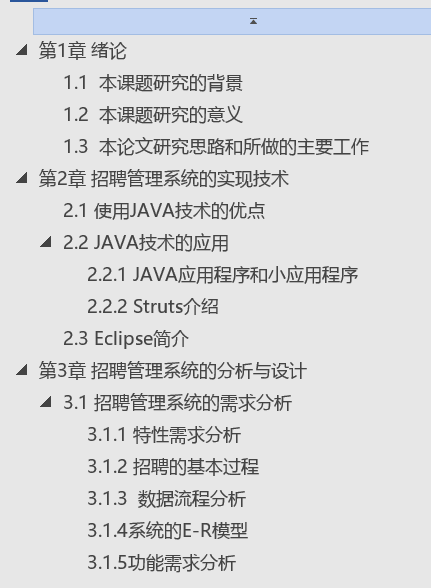 第1章 绪论
1.1  本课题研究的背景
1.2  本课题研究的意义
1.3  本论文研究思路和所做的主要工作
第2章 招聘管理系统的实现技术
2.1 使用JAVA技术的优点
2.2 JAVA技术的应用
2.2.1 JAVA应用程序和小应用程序
2.2.2 Struts介绍
2.3 Eclipse简介
第3章 招聘管理系统的分析与设计
3.1 招聘管理系统的需求分析
3.1.1 特性需求分析
3.1.2 招聘的基本过程
3.1.3  数据流程分析
3.1.4系统的E-R模型
3.1.5功能需求分析